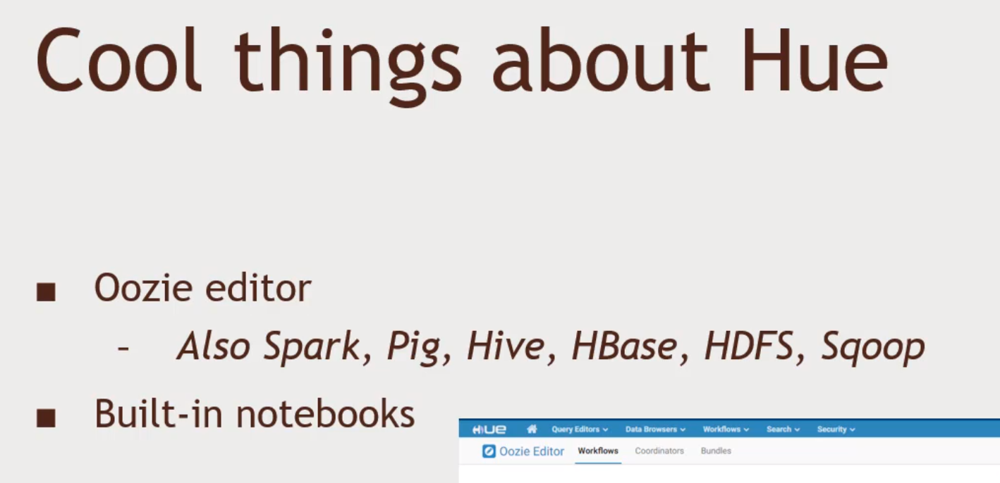 Cool things about Hue
■ Oozie editor
– Also Spark, Pig, Hive, HBase, HDFS, Sqoop
■ Built-in notebooks
HUE Query Editors Data Browsers Workflows Search Security
Oozie Editor Workflows Coordinators Bundles